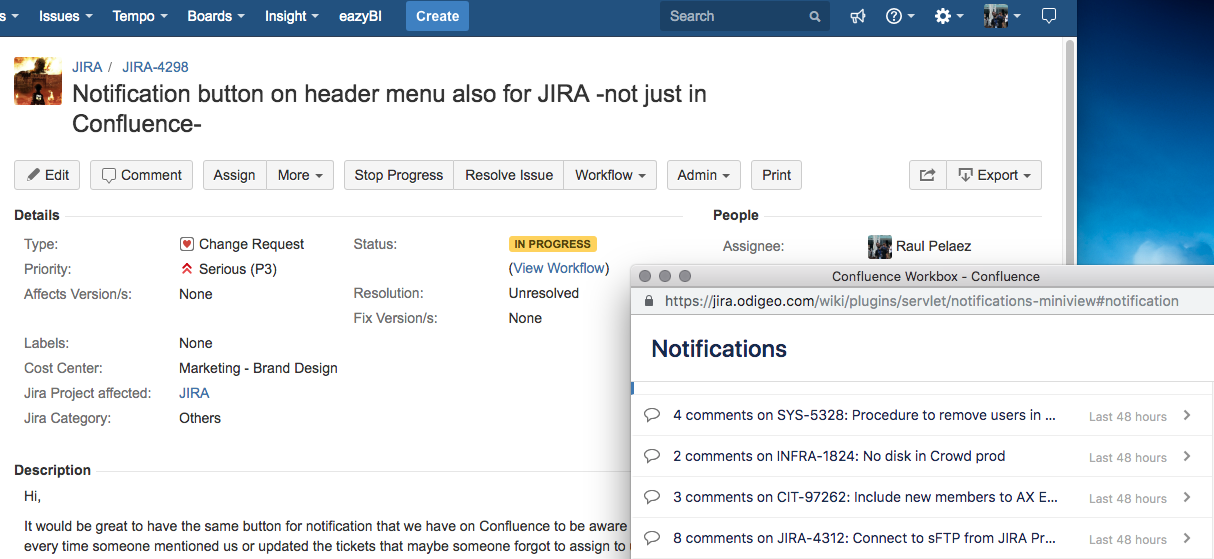 s Issues Tempo Boards Insight eazyBI Create Search
JIRA / JIRA-4298
Notification button on header menu also for JIRA -not just in
Confluence-
Edit Comment Assign More Stop Progress Resolve Issue Workflow Admin Print Export
Details
Type: Change Request
Priority: Serious (P3)
Affects Version/s: None
Status: IN PROGRESS
(View Workflow)
Resolution: Unresolved
Fix Version/s: None
Labels: None
Cost Center: Marketing - Brand Design
Jira Project affected: JIRA
Jira Category: Others
People
Assignee: Raul Pelaez
Description
Hi,
It would be great to have the same button for notification that we have on Confluence to be aware
every time someone mentioned us or updated the tickets that maybe someone forgot to assign to
Confluence Workbox - Confluence
https://jira.odigeo.com/wiki/plugins/servlet/notifications-miniview#notification
Notifications
4 comments on SYS-5328: Procedure to remove users in ... Last 48 hours
2 comments on INFRA-1824: No disk in Crowd prod Last 48 hours
3 comments on CIT-97262: Include new members to AX E... Last 48 hours
8 comments on JIRA-4312: Connect to sFTP from JIRA Pr... Last 48 hours